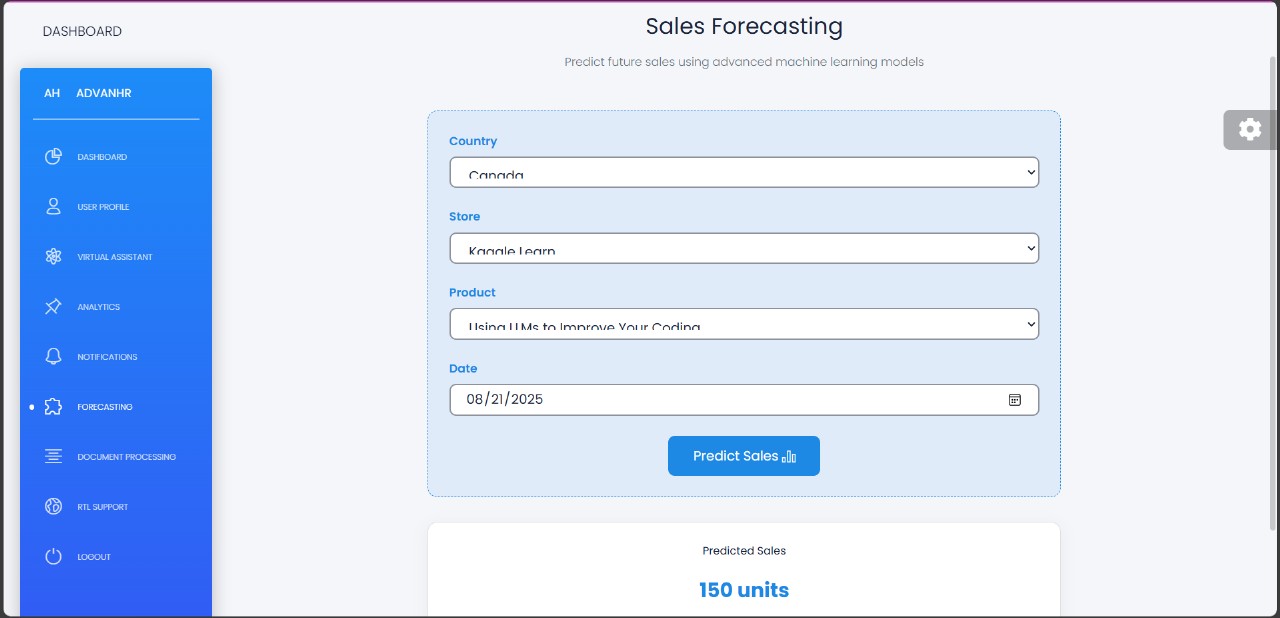 DASHBOARD
Sales Forecasting
Predict future sales using advanced machine learning models
AH ADVANHR
DASHBOARD
USER PROFILE
VIRTUAL ASSISTANT
ANALYTICS
NOTIFICATIONS
FORECASTING
DOCUMENT PROCESSING
RTL SUPPORT
LOGOUT
Country
Canada
Store
Kaggle Learn
Product
Using LLMs to Improve Your Coding
Date
08/21/2025
Predict Sales
Predicted Sales
150 units